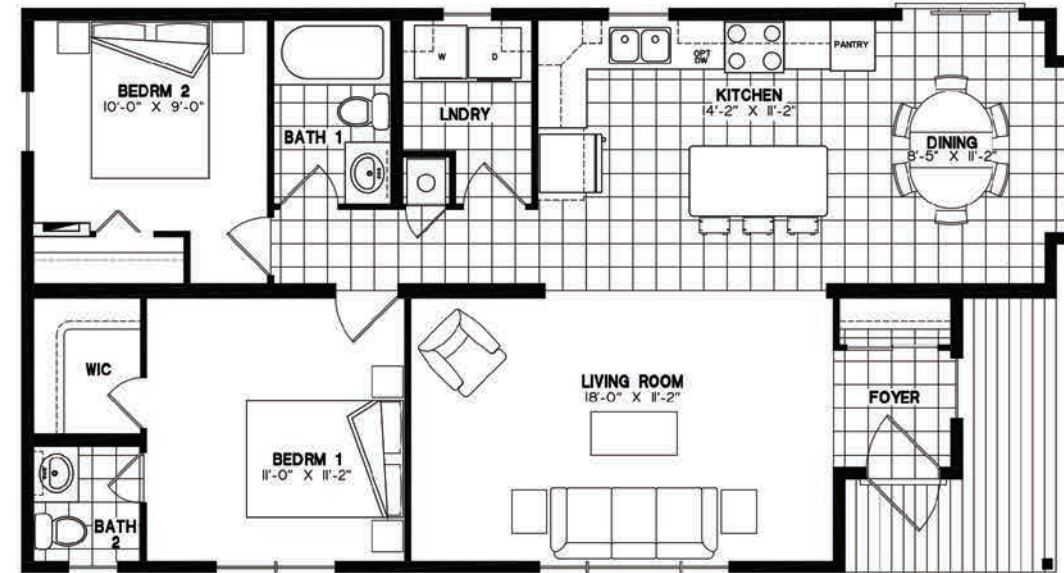 BEDRM 2
10'-0" X 9'-0"
BATH 1
W
D
LNDRY
OPT
DW
PANTRY
KITCHEN
14'-2" X 11'-2"
DINING
8'-5" X 11'-2"
WIC
BEDRM 1
11'-0" X 11'-2"
BATH
2
LIVING ROOM
18'-0" X 11'-2"
FOYER